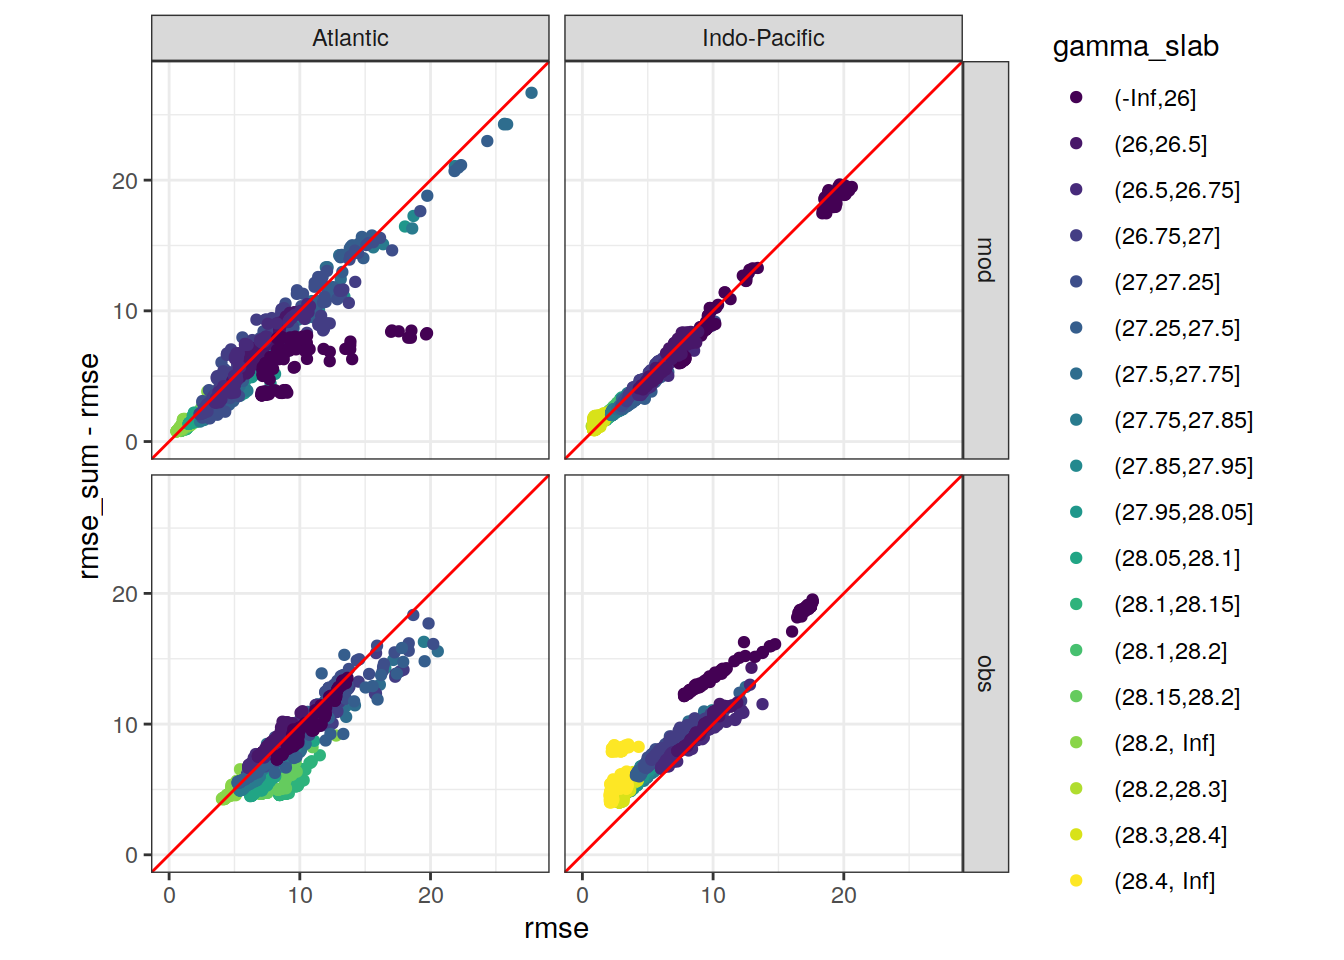 Atlantic
Indo-Pacific
gamma_slab
(-Inf,26]
(26,26.5]
(26.5,26.75]
(26.75,27]
(27,27.25]
(27.25,27.5]
(27.5,27.75]
(27.75,27.85]
(27.85,27.95]
(27.95,28.05]
(28.05,28.1]
(28.1,28.15]
(28.1,28.2]
(28.15,28.2]
(28.2, Inf]
(28.2,28.3]
(28.3,28.4]
(28.4, Inf]
mod
obs
rmse_sum - rmse
20
10
0
20
10
0
0
10
20
0
10
20
rmse